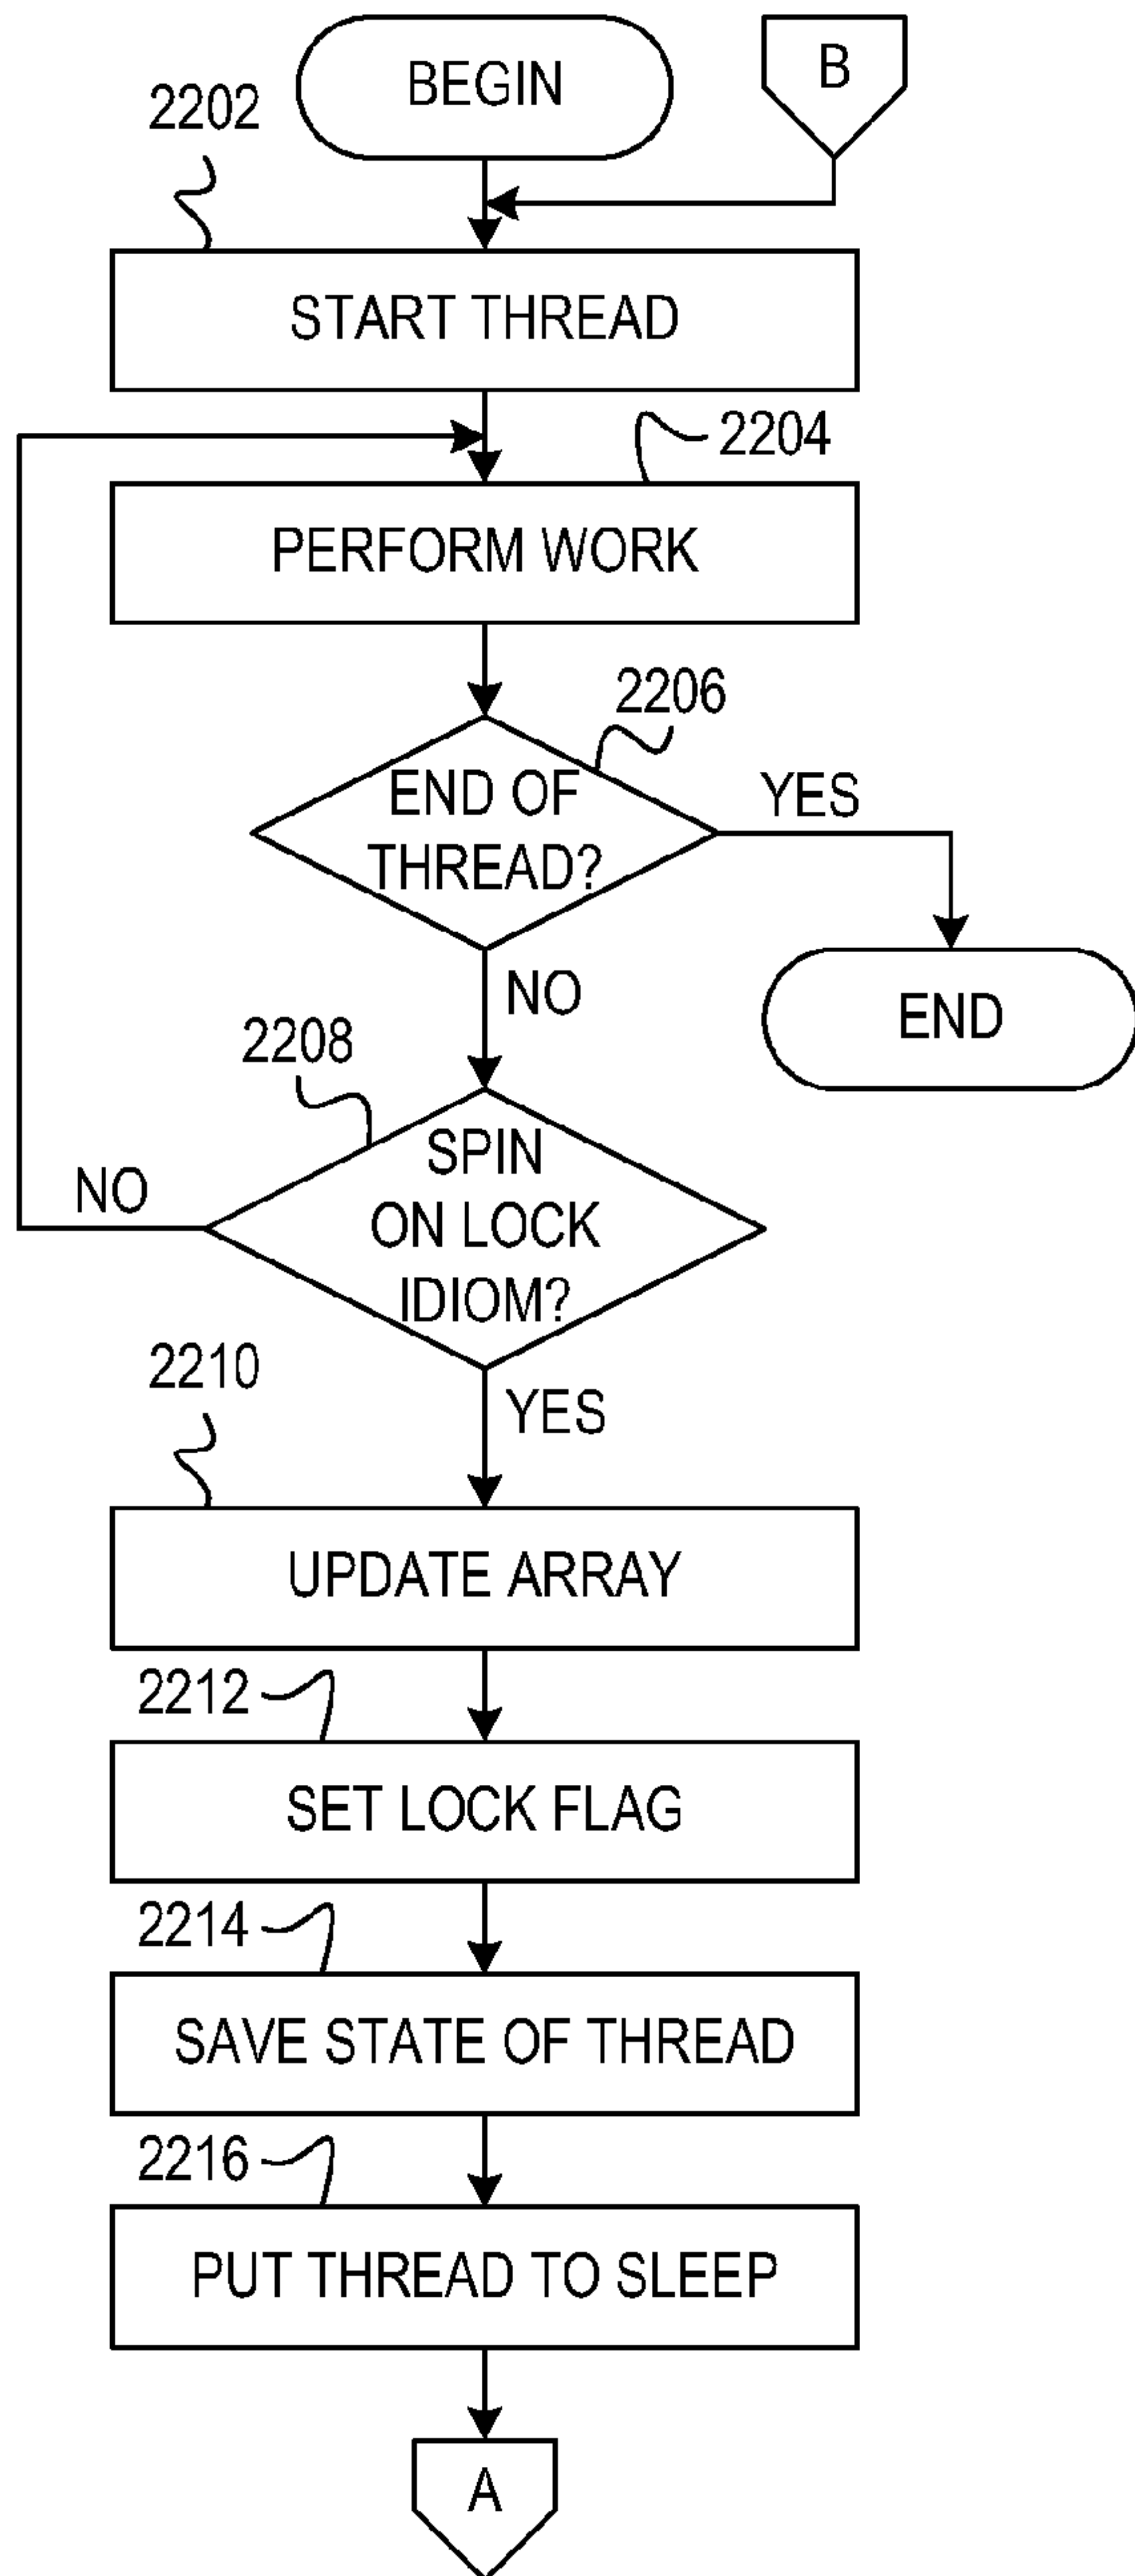 BEGIN
B
2202
START THREAD
2204
PERFORM WORK
2206
END OF
THREAD?
YES
END
NO
2208
SPIN
ON LOCK
IDIOM?
NO
2210
YES
UPDATE ARRAY
2212
SET LOCK FLAG
2214
SAVE STATE OF THREAD
2216
PUT THREAD TO SLEEP
A